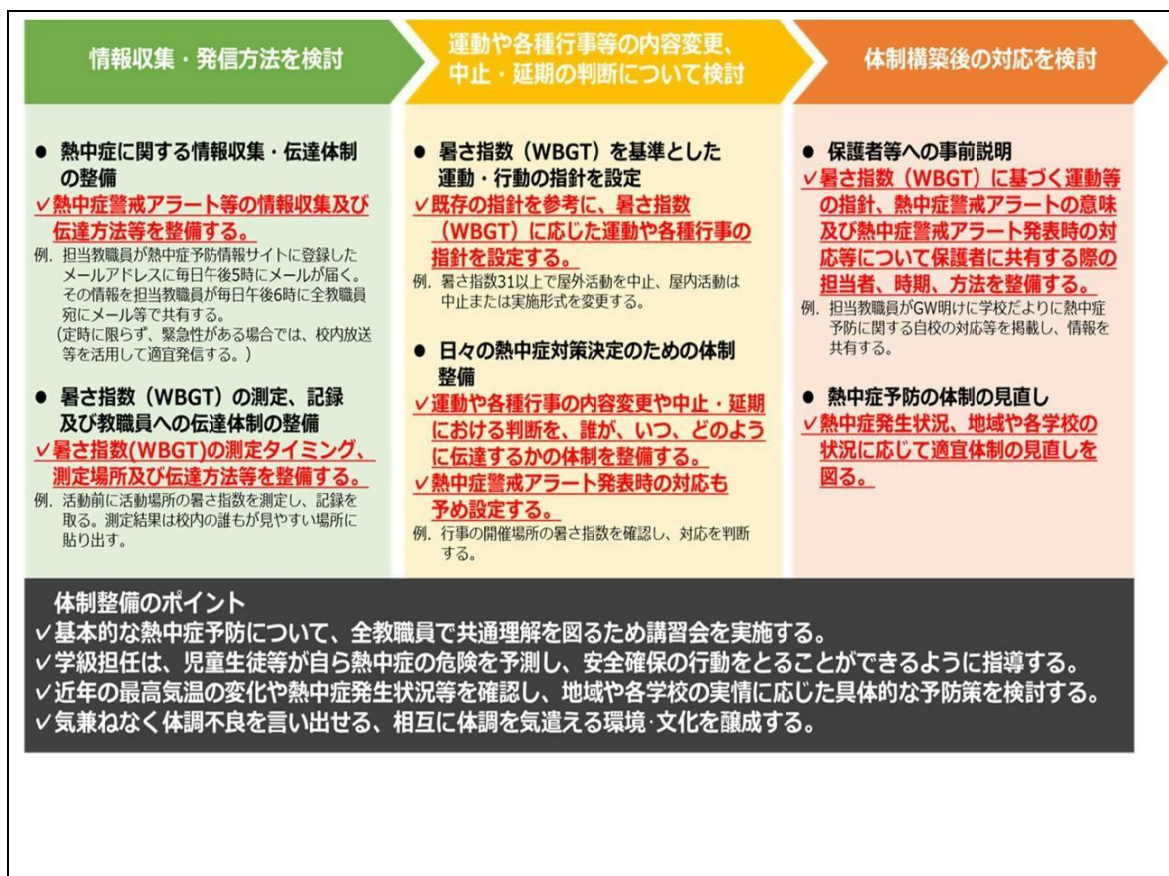 情報収集・発信方法を検討
● 熱中症に関する情報収集・伝達体制
の整備
✓熱中症警戒アラート等の情報収集及び
伝達方法等を整備する。
例．担当教職員が熱中症予防情報サイトに登録した
メールアドレスに毎日午後5時にメールが届く。
その情報を担当教職員が毎日午後6時に全教職員
宛にメール等で共有する。
(定時に限らず、緊急性がある場合では、校内放送
等を活用して適宜発信する。)
● 暑さ指数（WBGT）の測定、記録
及び教職員への伝達体制の整備
✓暑さ指数(WBGT)の測定タイミング、
測定場所及び伝達方法等を整備する。
例．活動前に活動場所の暑さ指数を測定し、記録を
取る。測定結果は校内の誰もが見やすい場所に
貼り出す。
運動や各種行事等の内容変更、
中止・延期の判断について検討
● 暑さ指数（WBGT）を基準とした
運動・行動の指針を設定
✓既存の指針を参考に、暑さ指数
（WBGT）に応じた運動や各種行事の
指針を設定する。
例．暑さ指数31以上で屋外活動を中止、屋内活動は
中止または実施形式を変更する。
● 日々の熱中症対策決定のための体制
整備
✓運動や各種行事の内容変更や中止・延期
における判断を、誰が、いつ、どのよう
に伝達するかの体制を整備する。
✓熱中症警戒アラート発表時の対応も
予め設定する。
例．行事の開催場所の暑さ指数を確認し、対応を判断
する。
体制構築後の対応を検討
● 保護者等への事前説明
✓暑さ指数（WBGT）に基づく運動等
の指針、熱中症警戒アラートの意味
及び熱中症警戒アラート発表時の対
応等について保護者に共有する際の
担当者、時期、方法を整備する。
例．担当教職員がGW明けに学校だよりに熱中症
予防に関する自校の対応等を掲載し、情報を
共有する。
● 熱中症予防の体制の見直し
✓熱中症発生状況、地域や各学校の
状況に応じて適宜体制の見直しを
図る。
体制整備のポイント
✓基本的な熱中症予防について、全教職員で共通理解を図るため講習会を実施する。
✓学級担任は、児童生徒等が自ら熱中症の危険を予測し、安全確保の行動をとることができるように指導する。
✓近年の最高気温の変化や熱中症発生状況等を確認し、地域や各学校の実情に応じた具体的な予防策を検討する。
✓気兼ねなく体調不良を言い出せる、相互に体調を気遣える環境･文化を醸成する。